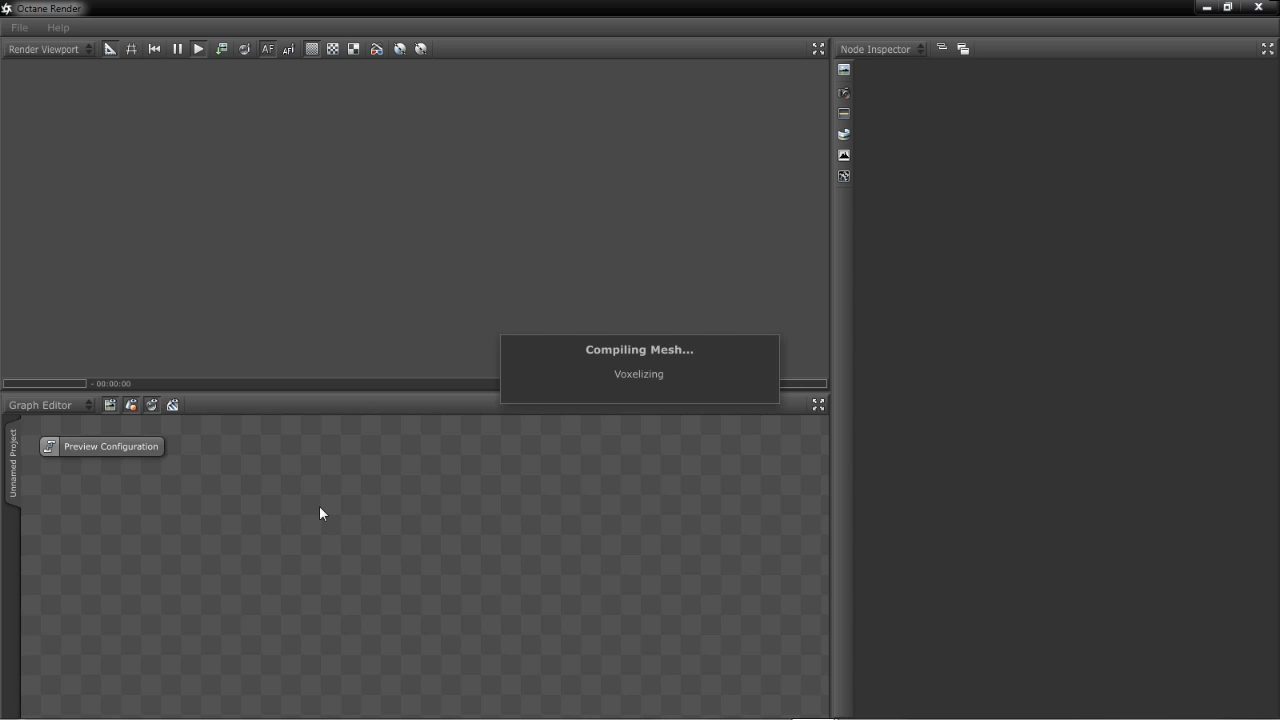 Octane Render
File Help
Render Viewport
AF
Node Inspector
Compiling Mesh...
Voxelizing
- 00:00:00
Graph Editor
Unnamed Project
Preview Configuration